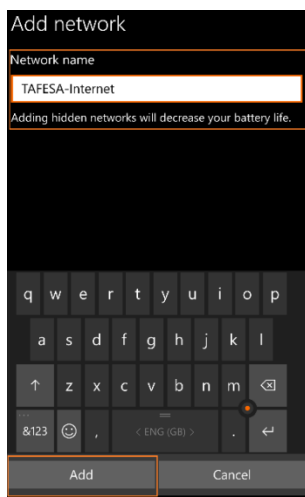 Add network
Network name
TAFESA-Internet
Adding hidden networks will decrease your battery life.
q w e r t y u i o p
a s d f g h j k l
z x c v b n m
&123 , < ENG (GB) > .
Add Cancel